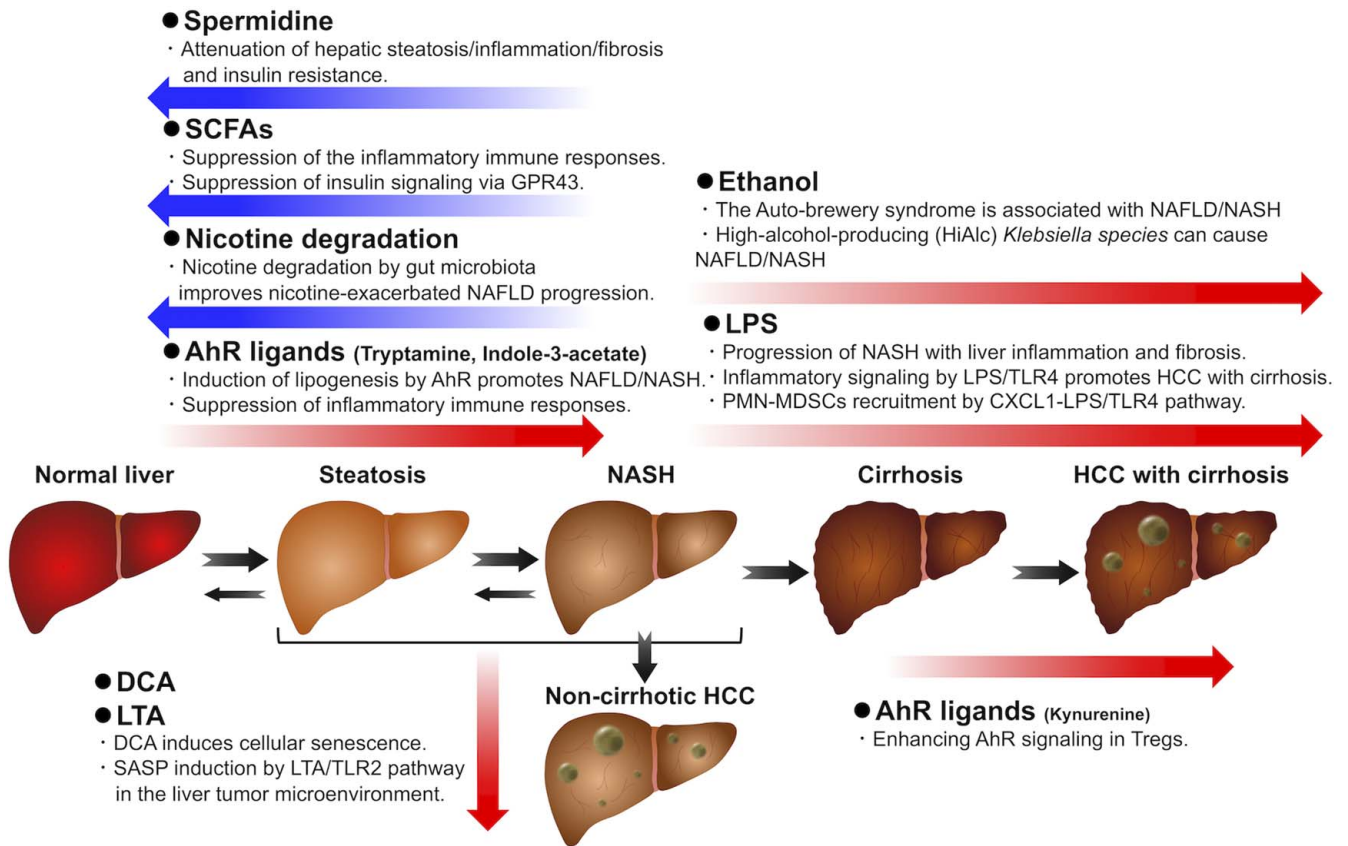 ● Spermidine
・Attenuation of hepatic steatosis/inflammation/fibrosis
and insulin resistance.
● SCFAs
・Suppression of the inflammatory immune responses.
・Suppression of insulin signaling via GPR43.
● Nicotine degradation
・Nicotine degradation by gut microbiota
improves nicotine-exacerbated NAFLD progression.
● AhR ligands (Tryptamine, Indole-3-acetate)
・Induction of lipogenesis by AhR promotes NAFLD/NASH.
・Suppression of inflammatory immune responses.
● Ethanol
・The Auto-brewery syndrome is associated with NAFLD/NASH
・High-alcohol-producing (HiAlc) Klebsiella species can cause
NAFLD/NASH
● LPS
・Progression of NASH with liver inflammation and fibrosis.
・Inflammatory signaling by LPS/TLR4 promotes HCC with cirrhosis.
・PMN-MDSCs recruitment by CXCL1-LPS/TLR4 pathway.
Normal liver
Steatosis
NASH
Cirrhosis
HCC with cirrhosis
● DCA
● LTA
・DCA induces cellular senescence.
・SASP induction by LTA/TLR2 pathway
in the liver tumor microenvironment.
Non-cirrhotic HCC
● AhR ligands (Kynurenine)
・Enhancing AhR signaling in Tregs.